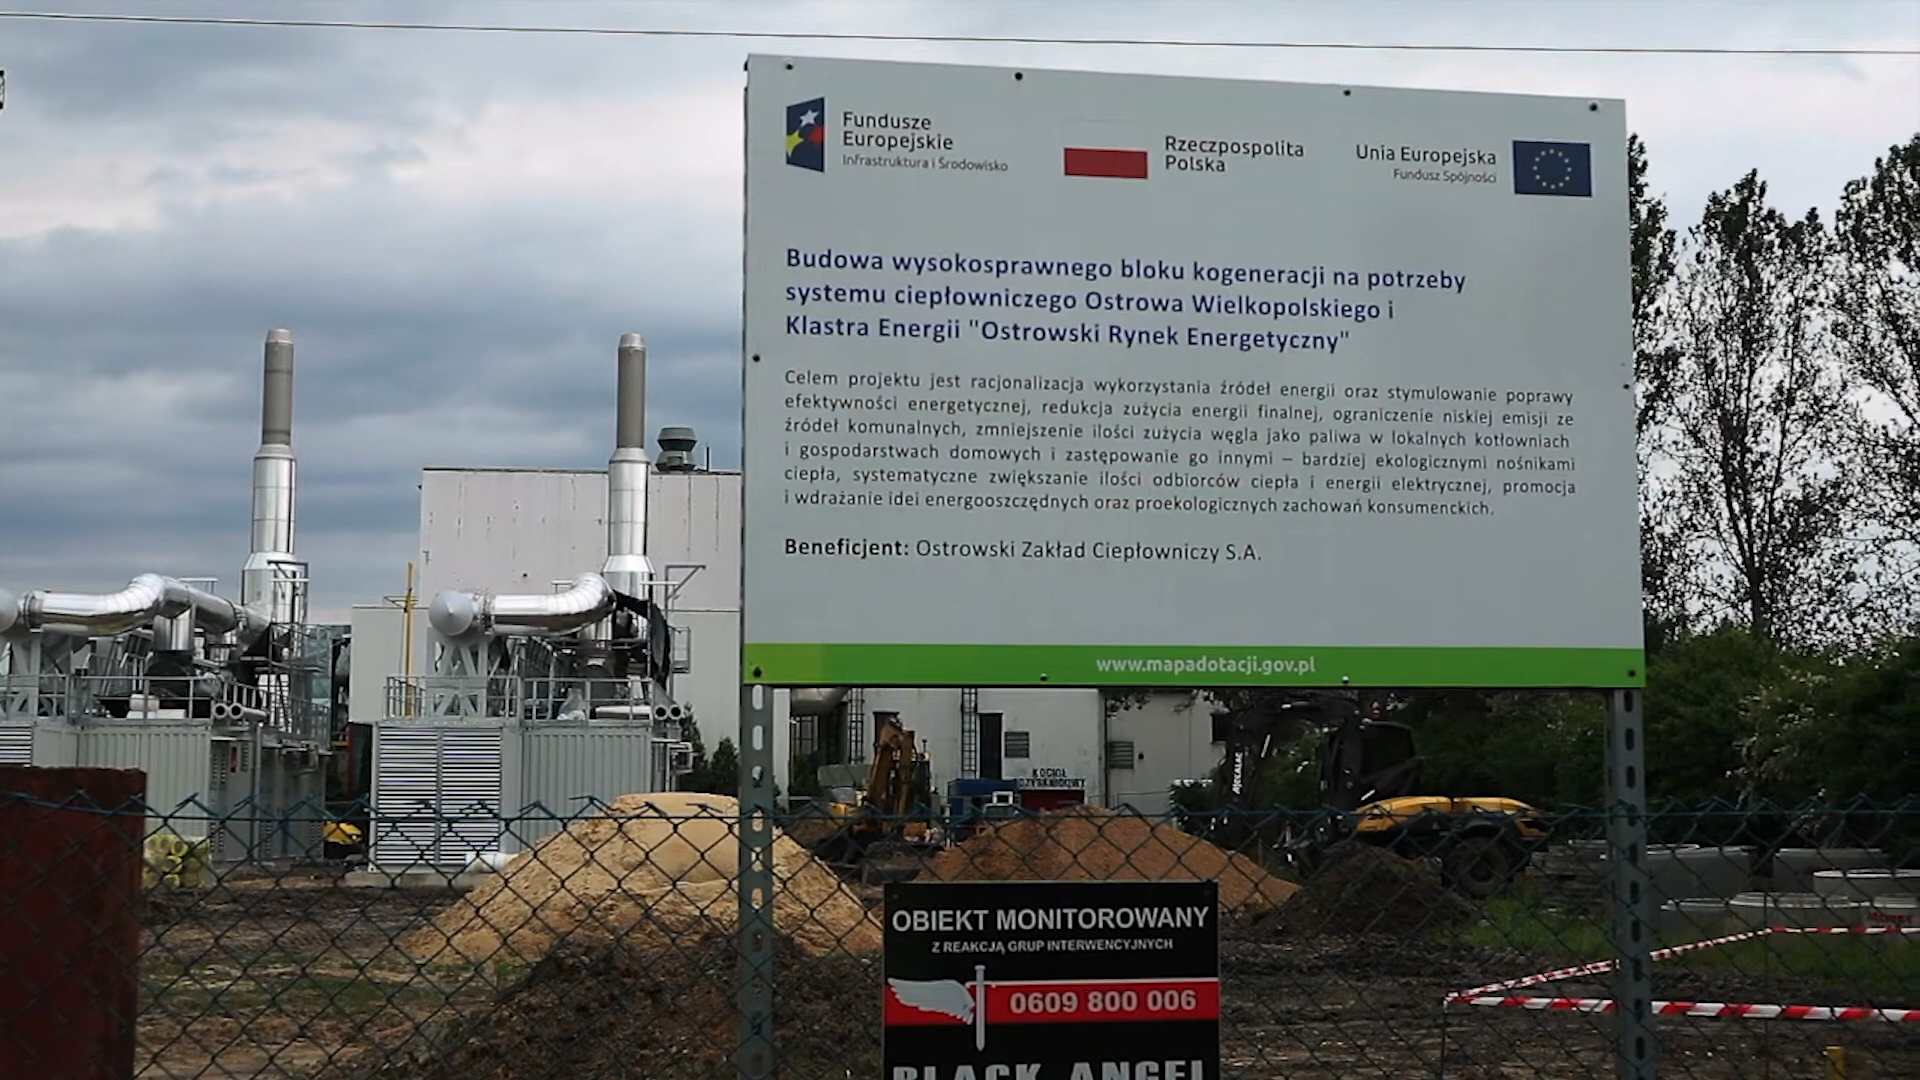 Fundusze
Europejskie
Infrastruktura i Środowisko
Rzeczpospolita
Polska
Unia Europejska
Fundusz Spójności
Budowa wysokosprawnego bloku kogeneracji na potrzeby
systemu ciepłowniczego Ostrowa Wielkopolskiego i
Klastra Energii "Ostrowski Rynek Energetyczny"
Celem projektu jest racjonalizacja wykorzystania źródeł energii oraz stymulowanie poprawy
efektywności energetycznej, redukcja zużycia energii finalnej, ograniczenie niskiej emisji ze
źródeł komunalnych, zmniejszenie ilości zużycia węgla jako paliwa w lokalnych kotłowniach
i gospodarstwach domowych i zastępowanie go innymi – bardziej ekologicznymi nośnikami
ciepła, systematyczne zwiększanie ilości odbiorców ciepła i energii elektrycznej, promocja
i wdrażanie idei energooszczędnych oraz proekologicznych zachowań konsumenckich.
Beneficjent: Ostrowski Zakład Ciepłowniczy S.A.
www.mapadotacji.gov.pl
KOCIOŁ
MECALAC
OBIEKT MONITOROWANY
Z REAKCJĄ GRUP INTERWENCYJNYCH
0609 800 006
BLACK ANGEL